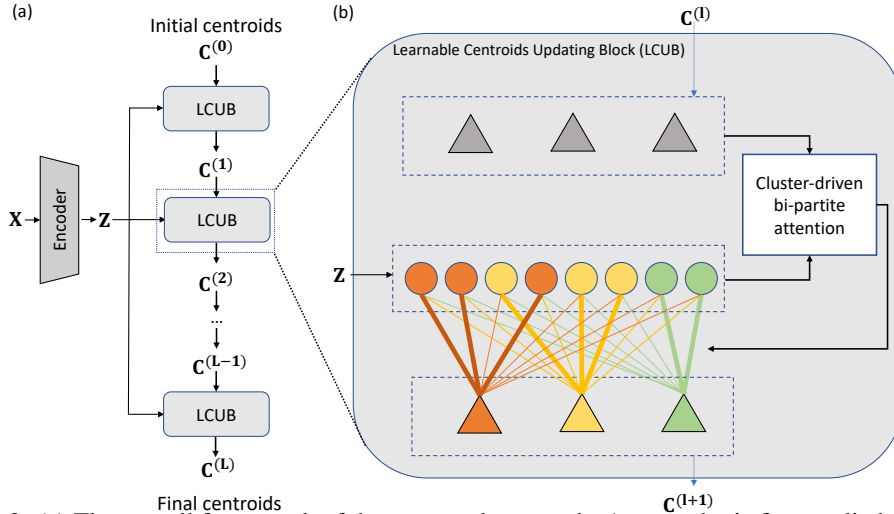 (a)
Initial centroids
C^(0)
LCUB
C^(1)
X
Encoder
Z
LCUB
C^(2)
...
C^(L−1)
LCUB
C^(L)
Final centroids
(b)
C^(l)
Learnable Centroids Updating Block (LCUB)
Cluster-driven
bi-partite
attention
Z
C^(l+1)